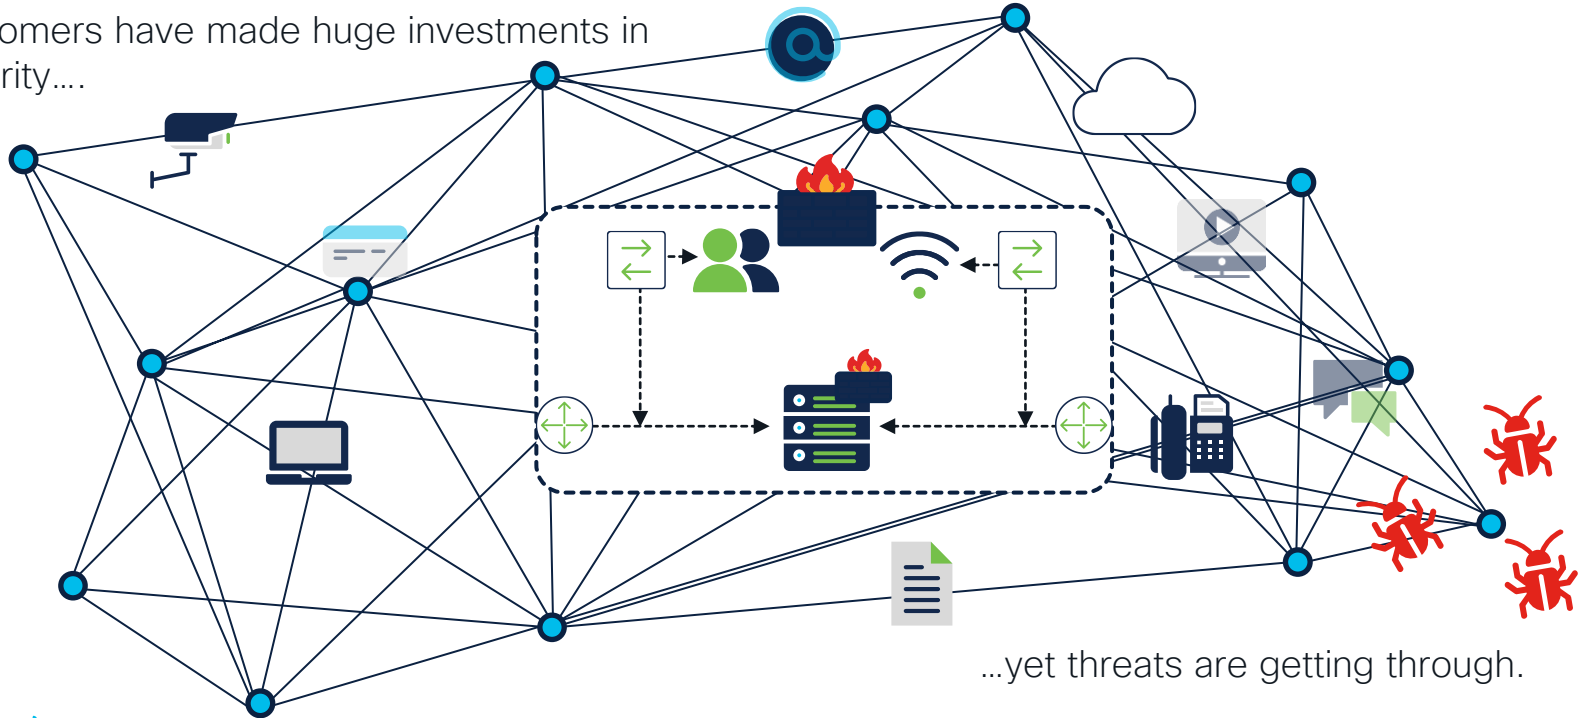 omers have made huge investments in
rity....
...yet threats are getting through.